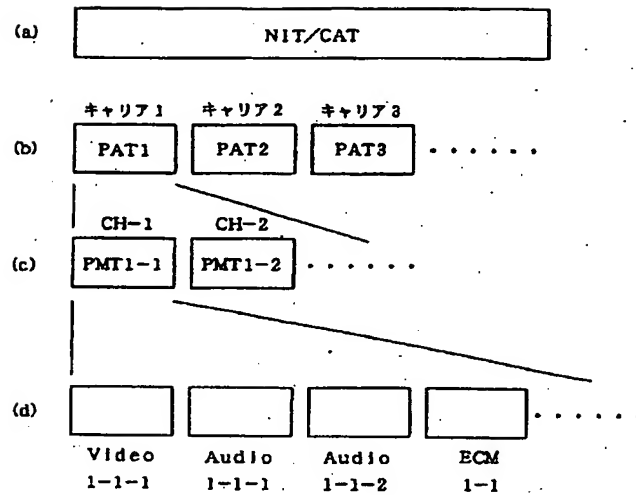 (a) NIT/CAT
キャリア1 キャリア2 キャリア3
(b) PAT1 PAT2 PAT3 ‥‥‥
CH-1 CH-2
(c) PMT1-1 PMT1-2 ‥‥‥
(d) ‥‥‥
Video Audio Audio ECM
1-1-1 1-1-1 1-1-2 1-1